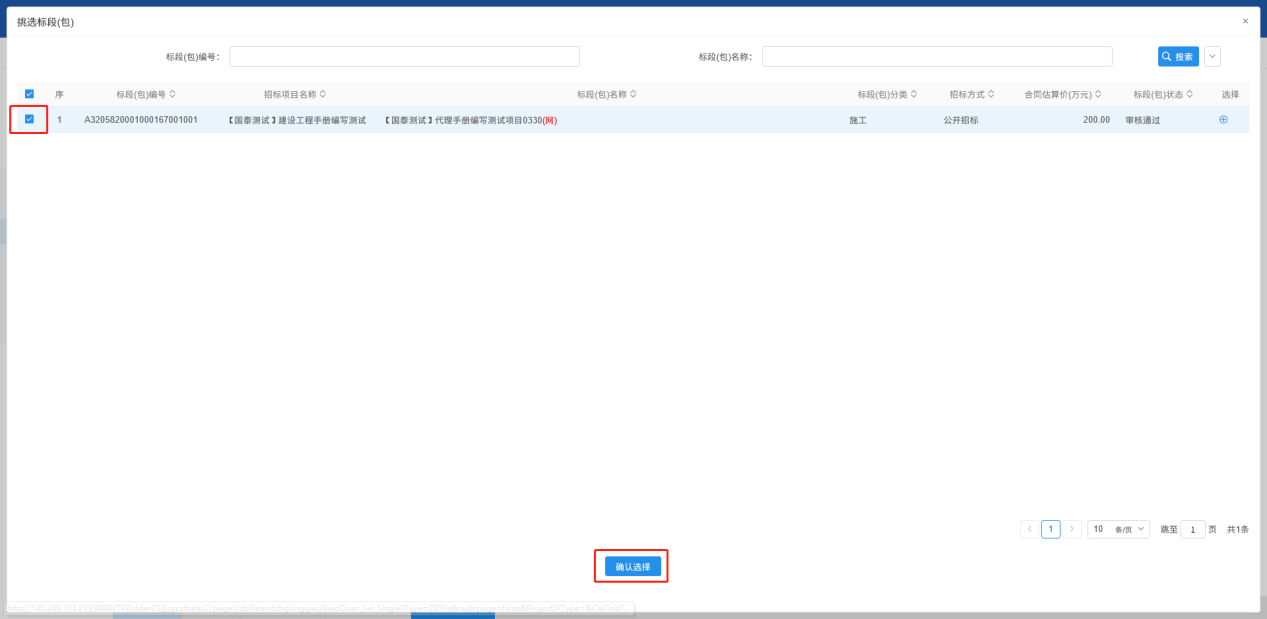 挑选标段(包)
×
标段(包)编号：
标段(包)名称：
搜索
序 标段(包)编号 招标项目名称 标段(包)名称 标段(包)分类 招标方式 合同估算价(万元) 标段(包)状态 选择
1 A3205820001000167001001 【国泰测试】建设工程手册编写测试 【国泰测试】代理手册编写测试项目0330(网) 施工 公开招标 200.00 审核通过
1 10 条/页 跳至 1 页 共1条
确认选择